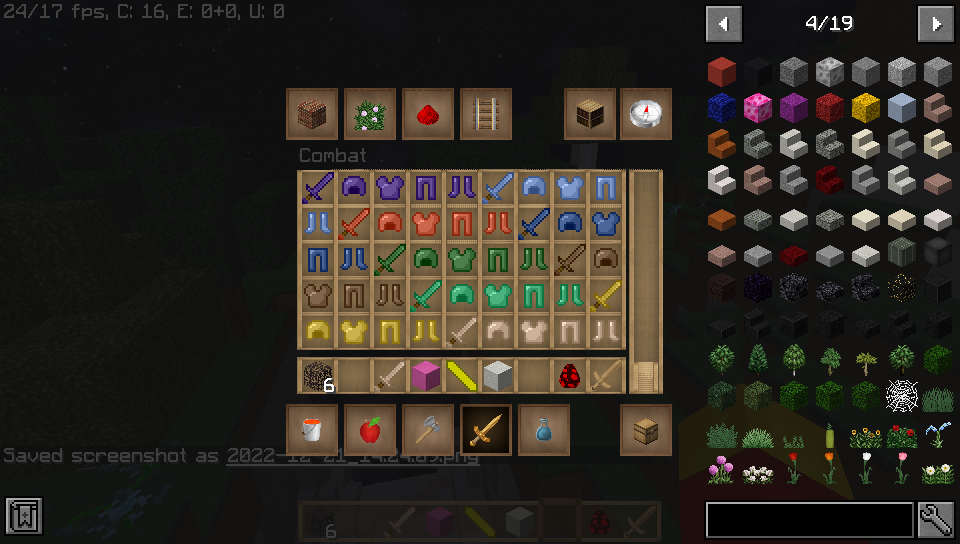 24/17 fps, C: 16, E: 0+0, U: 0
4/19
Combat
6
Saved screenshot as 2022-12-21_14.24.09.png
6